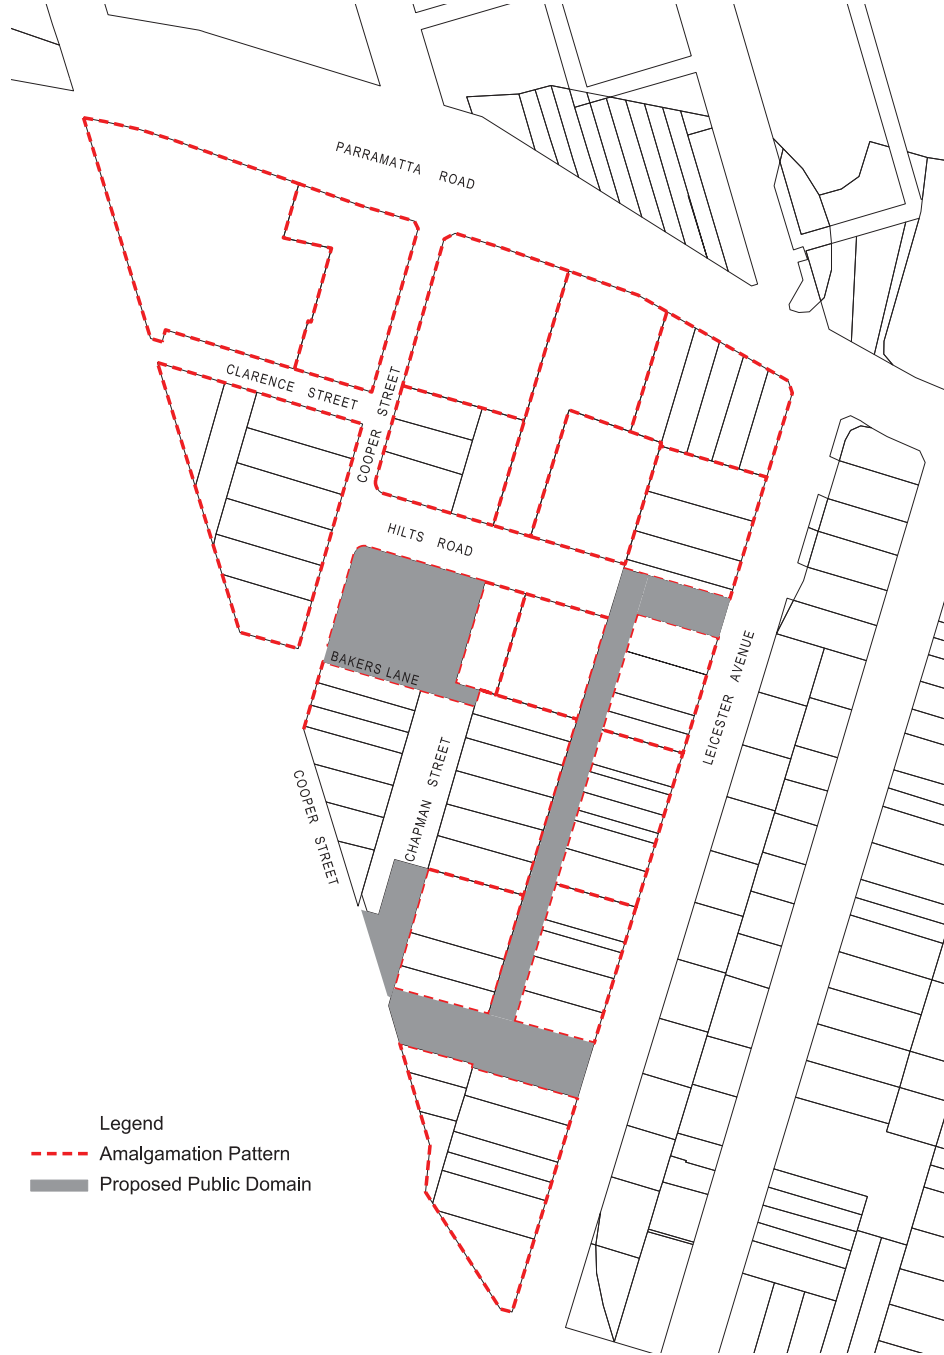 PARRAMATTA ROAD
CLARENCE STREET
COOPER STREET
HILTS ROAD
BAKERS LANE
LEICESTER AVENUE
CHAPMAN STREET
COOPER STREET
Legend
Amalgamation Pattern
Proposed Public Domain